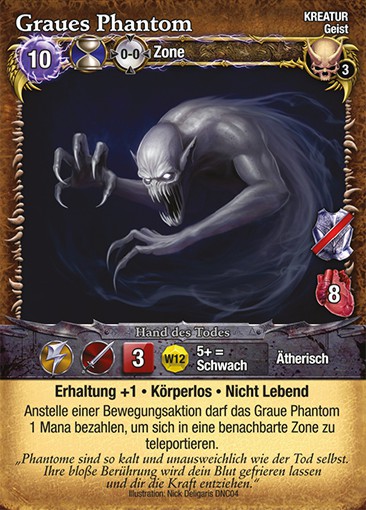 Graues Phantom
KREATUR
Geist
10
0-0 Zone
3
8
Hand des Todes
3
W12
5+ =
Schwach
Ätherisch
Erhaltung +1 • Körperlos • Nicht Lebend
Anstelle einer Bewegungsaktion darf das Graue Phantom
1 Mana bezahlen, um sich in eine benachbarte Zone zu
teleportieren.
„Phantome sind so kalt und unausweichlich wie der Tod selbst.
Ihre bloße Berührung wird dein Blut gefrieren lassen
und dir die Kraft entziehen.“
Illustration: Nick Deligaris DNC04